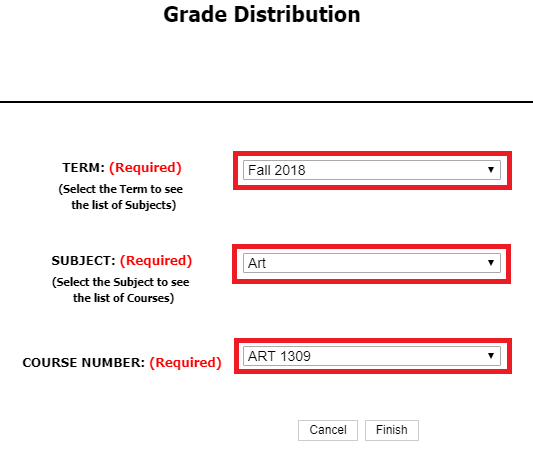 Grade Distribution
TERM: (Required)
Fall 2018
(Select the Term to see
the list of Subjects)
SUBJECT: (Required)
Art
(Select the Subject to see
the list of Courses)
COURSE NUMBER: (Required)
ART 1309
Cancel Finish